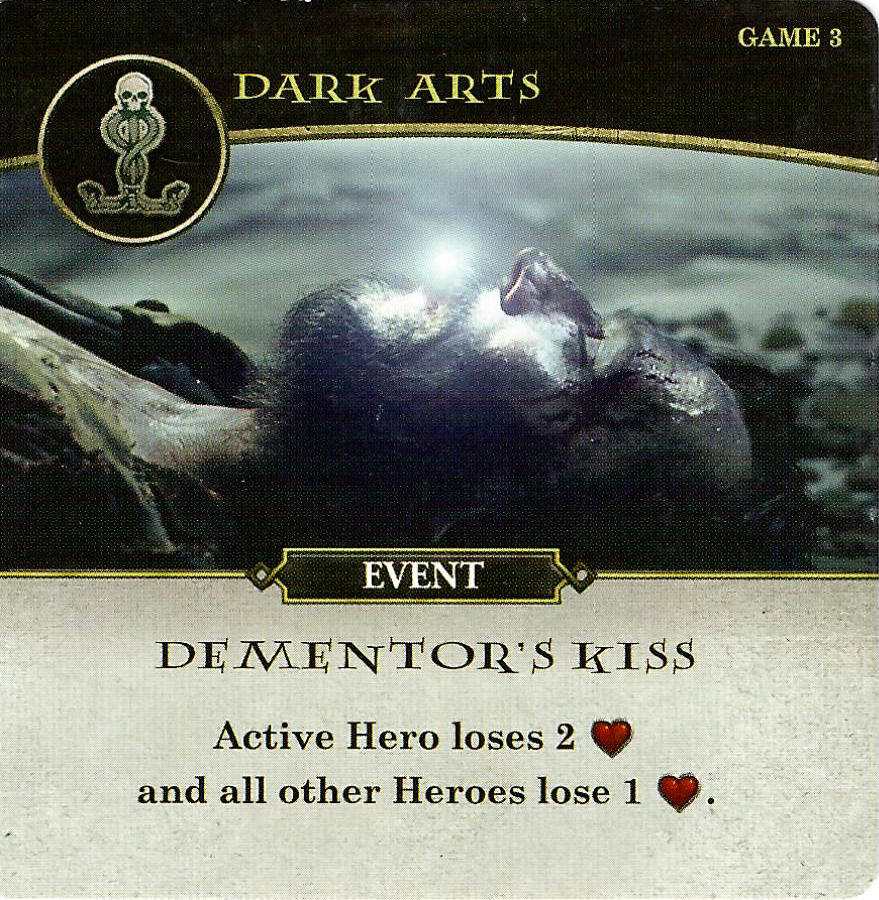 GAME 3
DARK ARTS
EVENT
DEMENTOR'S KISS
Active Hero loses 2 ❤
and all other Heroes lose 1 ❤.